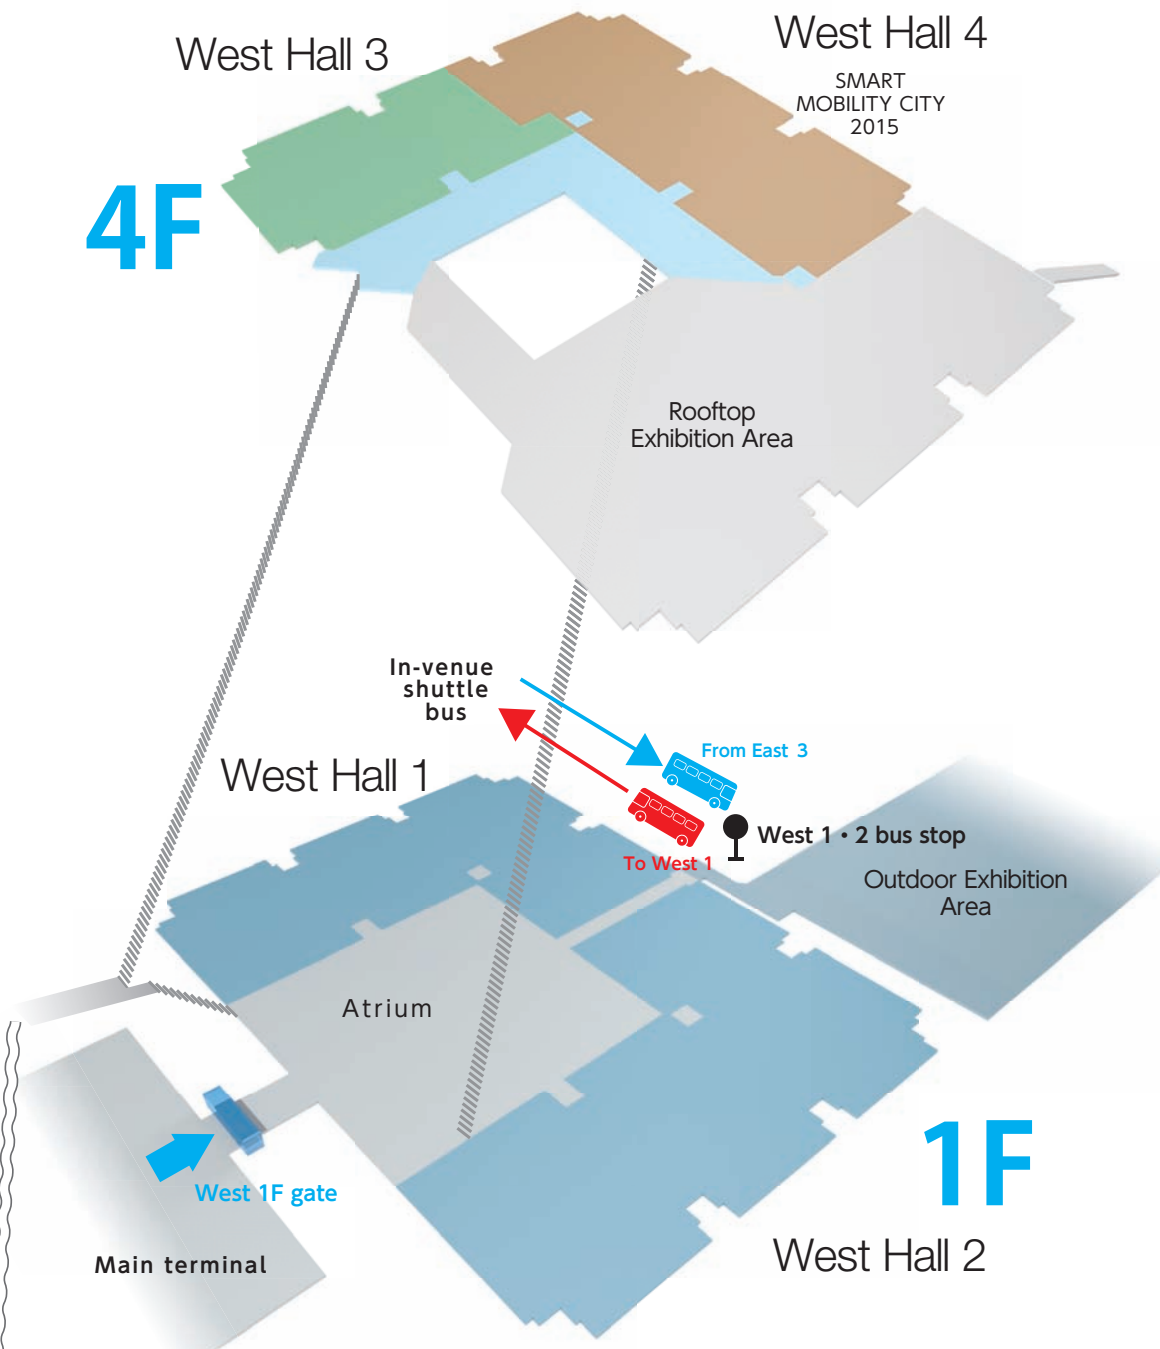 West Hall 3
West Hall 4
SMART
MOBILITY CITY
2015
4F
Rooftop
Exhibition Area
In-venue
shuttle
bus
From East 3
West Hall 1
West 1・2 bus stop
To West 1
Outdoor Exhibition
Area
Atrium
1F
West 1F gate
Main terminal
West Hall 2